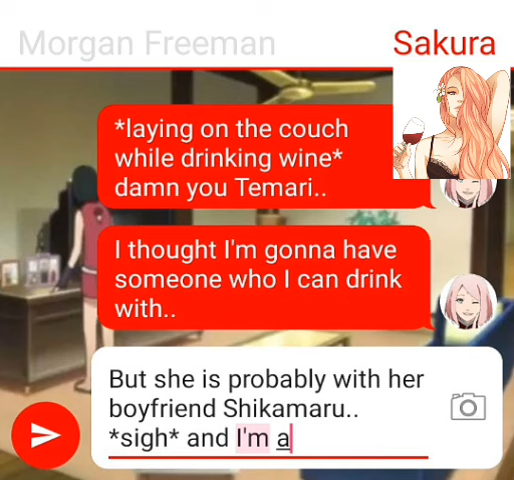 Morgan Freeman
Sakura
*laying on the couch
while drinking wine*
damn you Temari..
I thought I'm gonna have
someone who I can drink
with..
But she is probably with her
boyfriend Shikamaru..
*sigh* and I'm a